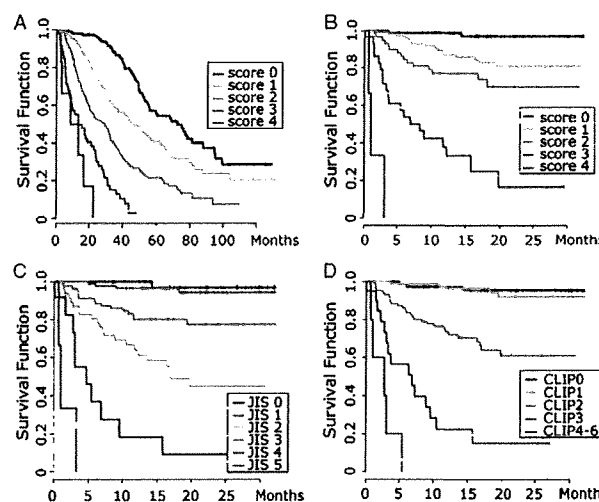 A
Survival Function
1.0
0.8
0.6
0.4
0.2
0
score 0
score 1
score 2
score 3
score 4
0 20 40 60 80 100 Months
B
Survival Function
1.0
0.8
0.6
0.4
0.2
0
score 0
score 1
score 2
score 3
score 4
0 5 10 15 20 25 Months
C
Survival Function
1.0
0.8
0.6
0.4
0.2
0
JIS 0
JIS 1
JIS 2
JIS 3
JIS 4
JIS 5
0 5 10 15 20 25 Months
D
Survival Function
1.0
0.8
0.6
0.4
0.2
0
CLIP0
CLIP1
CLIP2
CLIP3
CLIP4-6
0 5 10 15 20 25 Months